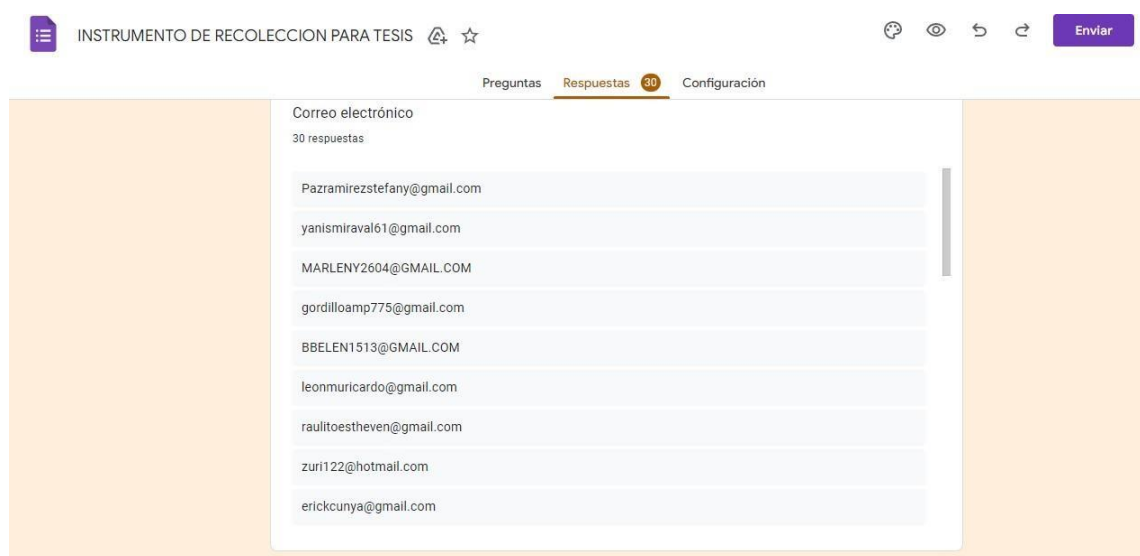 INSTRUMENTO DE RECOLECCION PARA TESIS
Enviar
Preguntas Respuestas 30 Configuración
Correo electrónico
30 respuestas
Pazramirezstefany@gmail.com
yanismiraval61@gmail.com
MARLENY2604@GMAIL.COM
gordilloamp775@gmail.com
BBELEN1513@GMAIL.COM
leonmuricardo@gmail.com
raulitoestheven@gmail.com
zuri122@hotmail.com
erickcunya@gmail.com